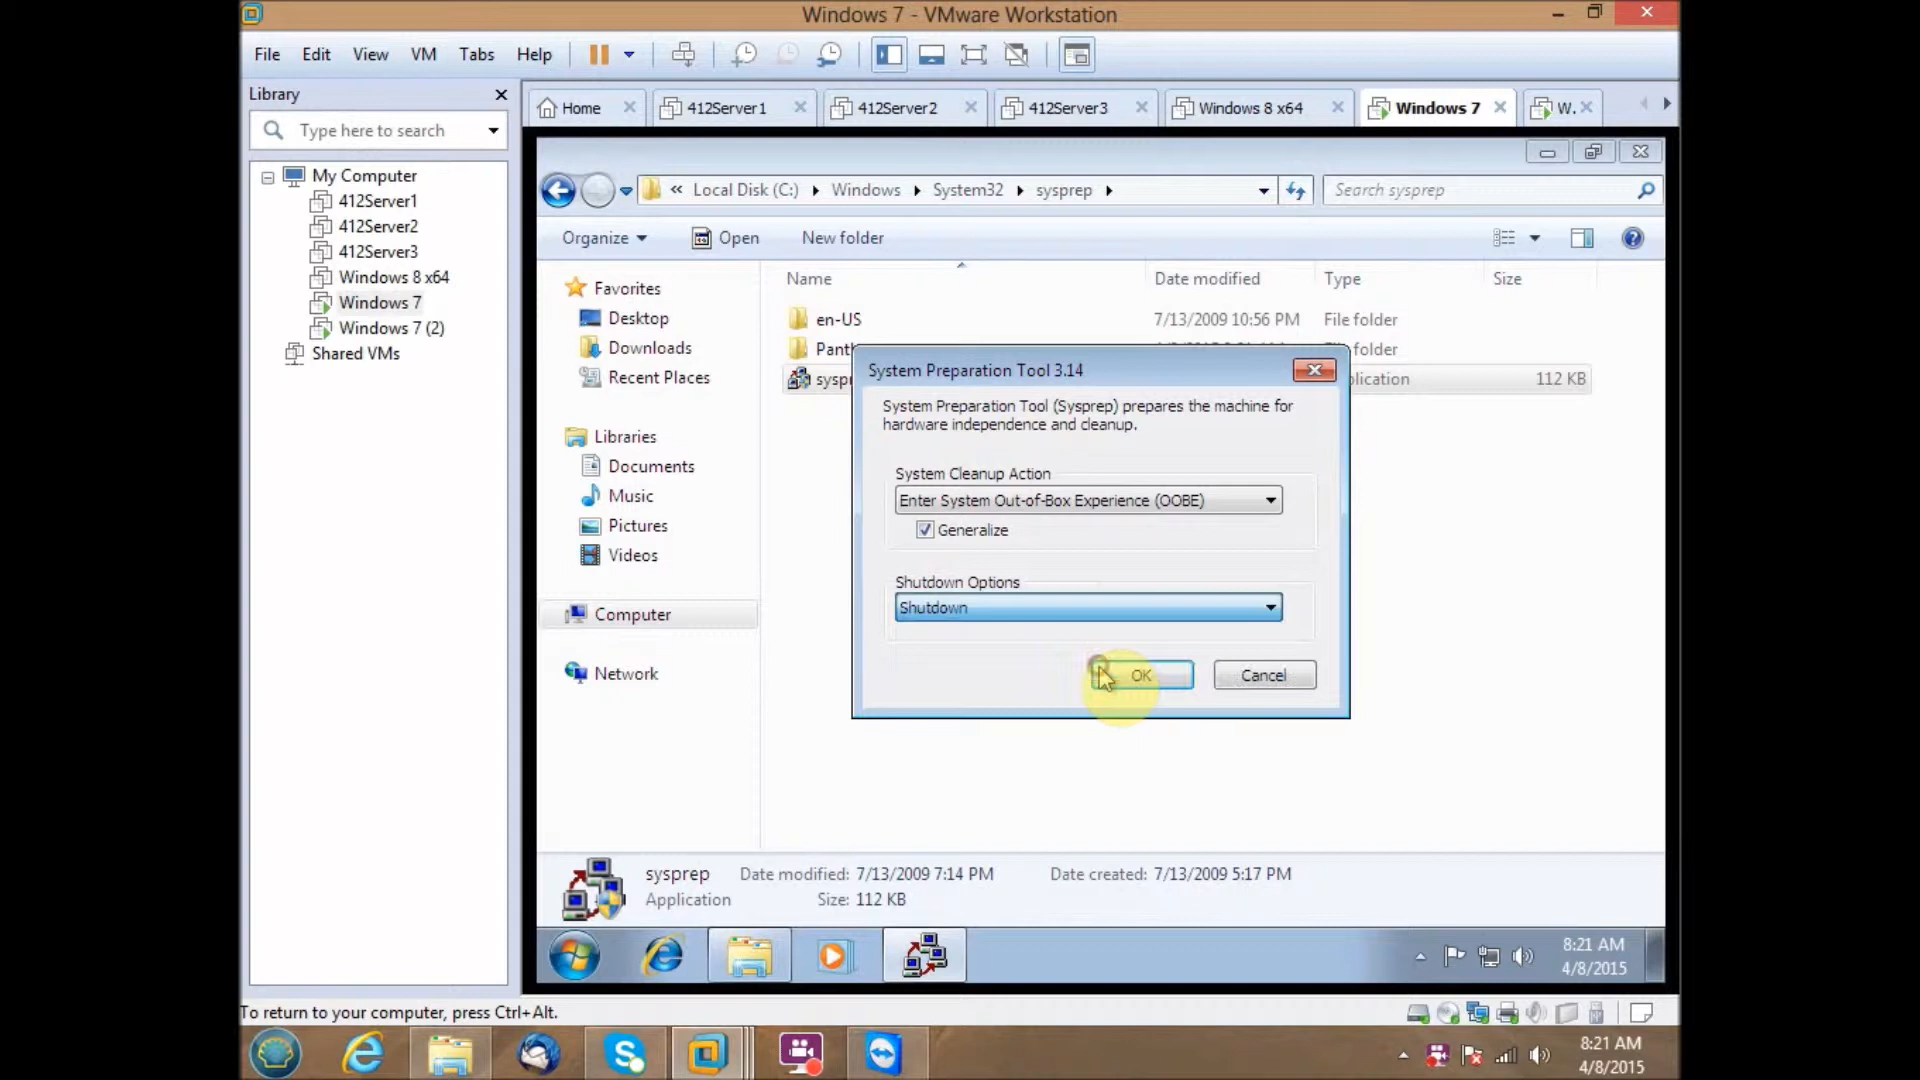 Windows 7 - VMware Workstation
File Edit View VM Tabs Help
Library
Type here to search
My Computer
412Server1
412Server2
412Server3
Windows 8 x64
Windows 7
Windows 7 (2)
Shared VMs
Home 412Server1 412Server2 412Server3 Windows 8 x64 Windows 7 W.
« Local Disk (C:) Windows System32 sysprep
Search sysprep
Organize Open New folder
Name Date modified Type Size
en-US 7/13/2009 10:56 PM File folder
Panth
sysp 112 KB
Favorites
Desktop
Downloads
Recent Places
Libraries
Documents
Music
Pictures
Videos
Computer
Network
System Preparation Tool 3.14
System Preparation Tool (Sysprep) prepares the machine for
hardware independence and cleanup.
System Cleanup Action
Enter System Out-of-Box Experience (OOBE)
Generalize
Shutdown Options
Shutdown
OK Cancel
sysprep Date modified: 7/13/2009 7:14 PM Date created: 7/13/2009 5:17 PM
Application Size: 112 KB
8:21 AM
4/8/2015
To return to your computer, press Ctrl+Alt.
8:21 AM
4/8/2015